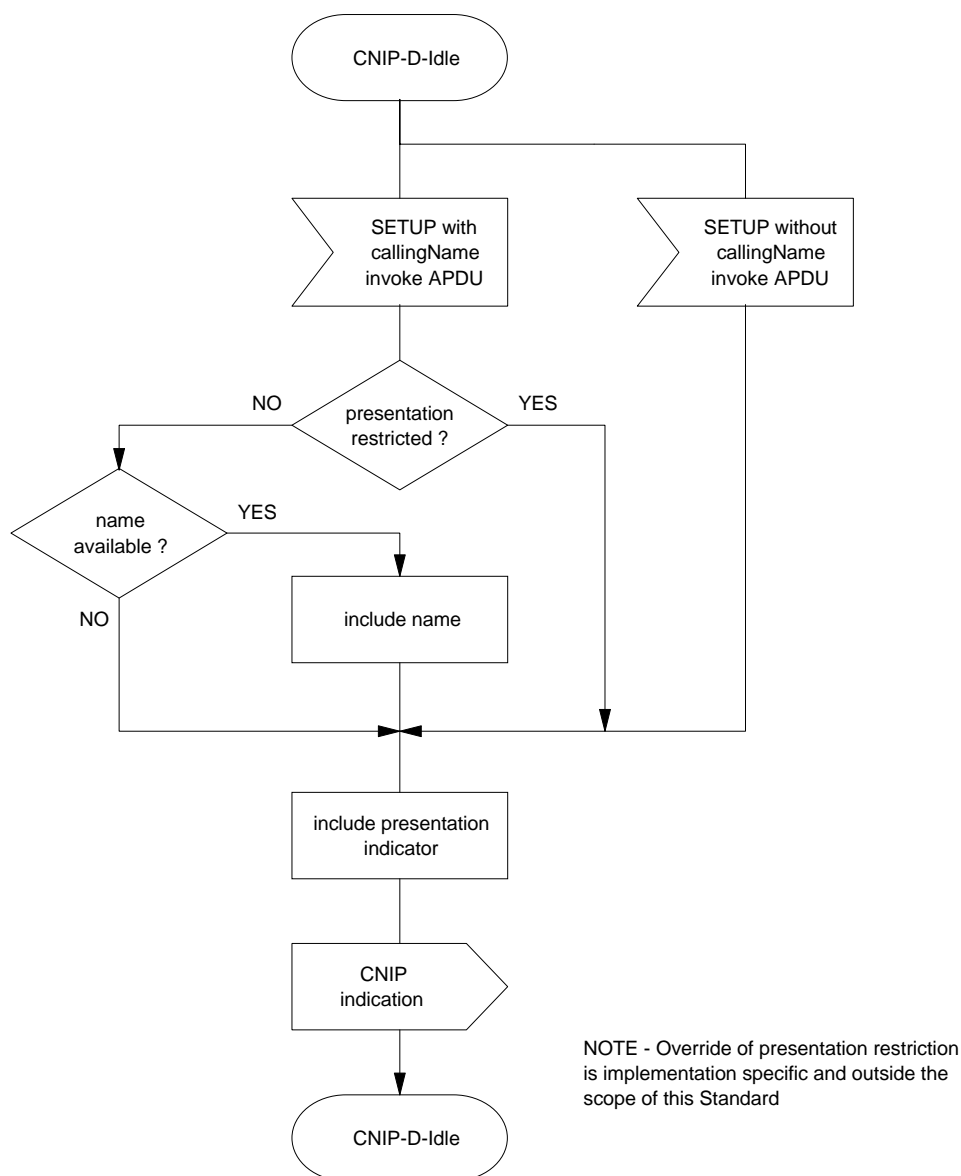 CNIP-D-Idle
SETUP with
callingName
invoke APDU
SETUP without
callingName
invoke APDU
NO
YES
presentation
restricted ?
name
available ?
YES
NO
include name
include presentation
indicator
CNIP
indication
NOTE - Override of presentation restriction
is implementation specific and outside the
scope of this Standard
CNIP-D-Idle